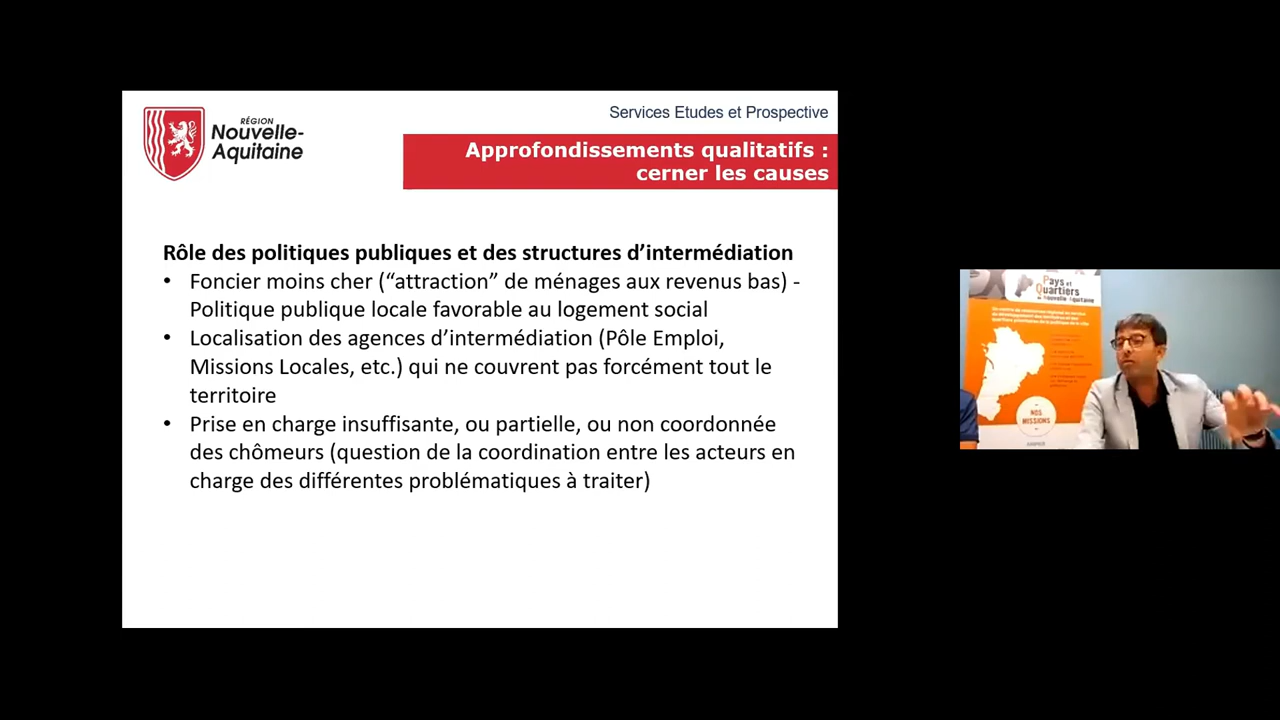 RÉGION
Nouvelle-
Aquitaine
Services Etudes et Prospective
Approfondissements qualitatifs :
cerner les causes
Rôle des politiques publiques et des structures d’intermédiation
• Foncier moins cher (“attraction” de ménages aux revenus bas) -
Politique publique locale favorable au logement social
• Localisation des agences d’intermédiation (Pôle Emploi,
Missions Locales, etc.) qui ne couvrent pas forcément tout le
territoire
• Prise en charge insuffisante, ou partielle, ou non coordonnée
des chômeurs (question de la coordination entre les acteurs en
charge des différentes problématiques à traiter)
Pays et
Quartiers
de Nouvelle Aquitaine
NOS
MISSIONS